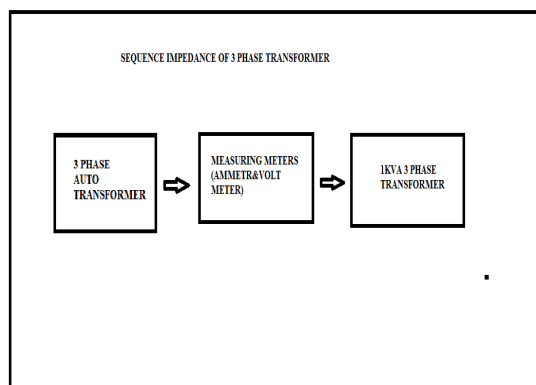 SEQUENCE IMPEDANCE OF 3 PHASE TRANSFORMER
3 PHASE
AUTO
TRANSFORMER
MEASURING METERS
(AMMETR&VOLT
METER)
1KVA 3 PHASE
TRANSFORMER